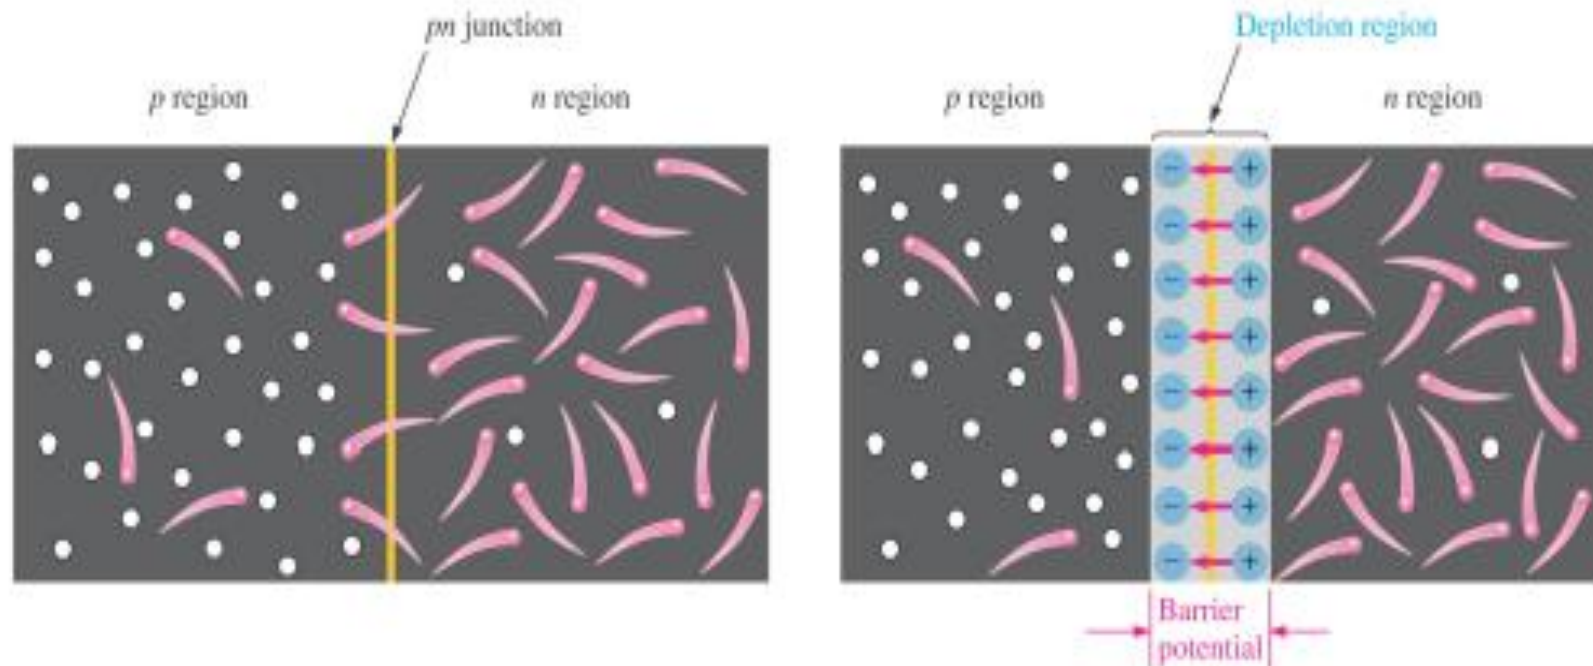 pn junction
p region
n region
Depletion region
p region
n region
− +
− +
− +
− +
− +
− +
− +
− +
Barrier
potential